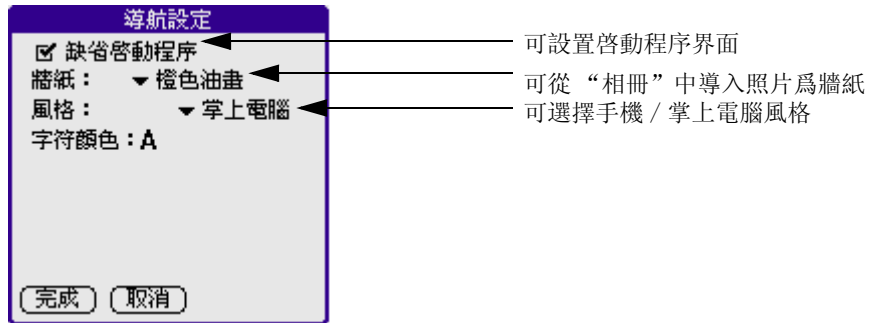 導航設定
缺省啓動程序
牆紙： 橙色油畫
風格： 掌上電腦
字符顏色：A
完成 取消
可設置啓動程序界面
可從“相冊”中導入照片爲牆紙
可選擇手機 / 掌上電腦風格